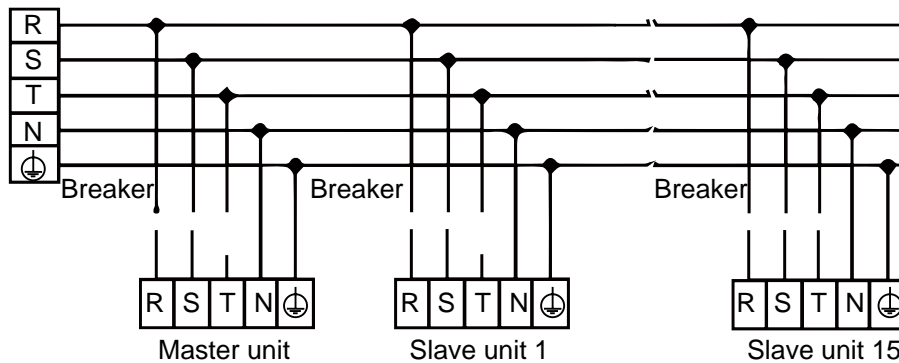 R
S
T
N
Breaker Breaker Breaker
R S T N R S T N R S T N
Master unit Slave unit 1 Slave unit 15